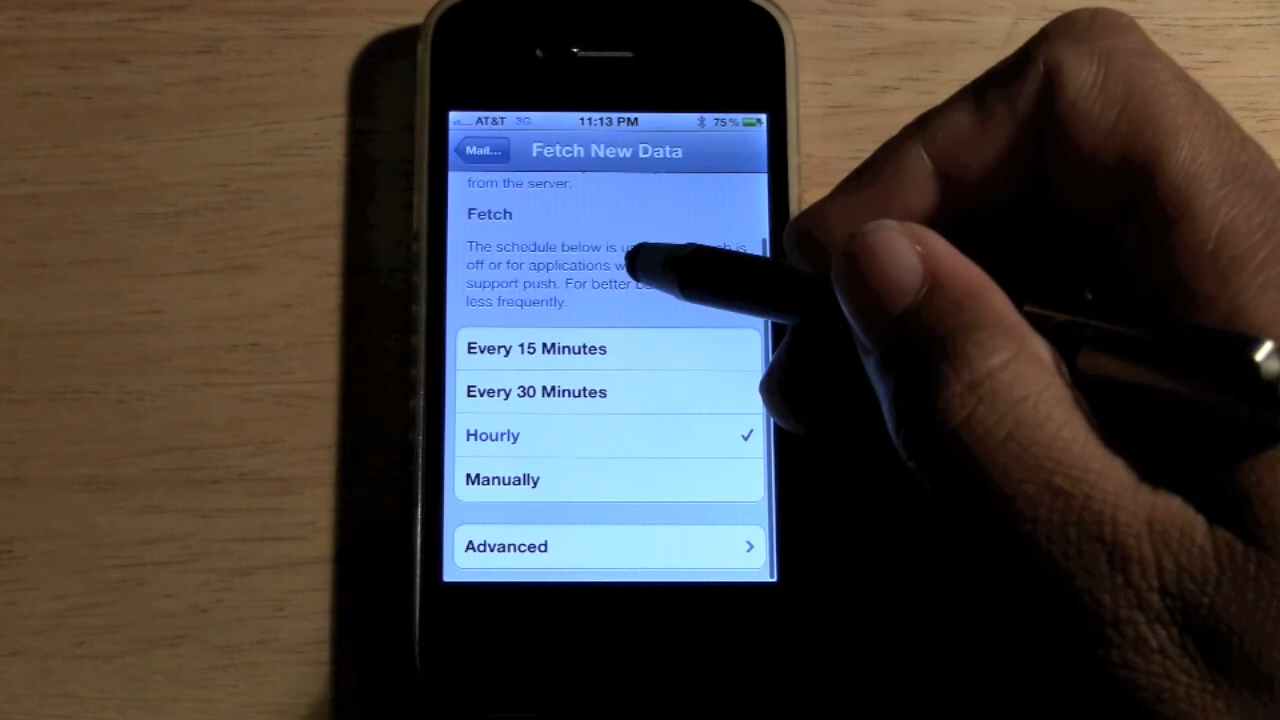 AT&T 3G 11:13 PM 75%
Mail... Fetch New Data
from the server.
Fetch
The schedule below is is
off or for applications
support push. For better
less frequently.
Every 15 Minutes
Every 30 Minutes
Hourly ✓
Manually
Advanced >